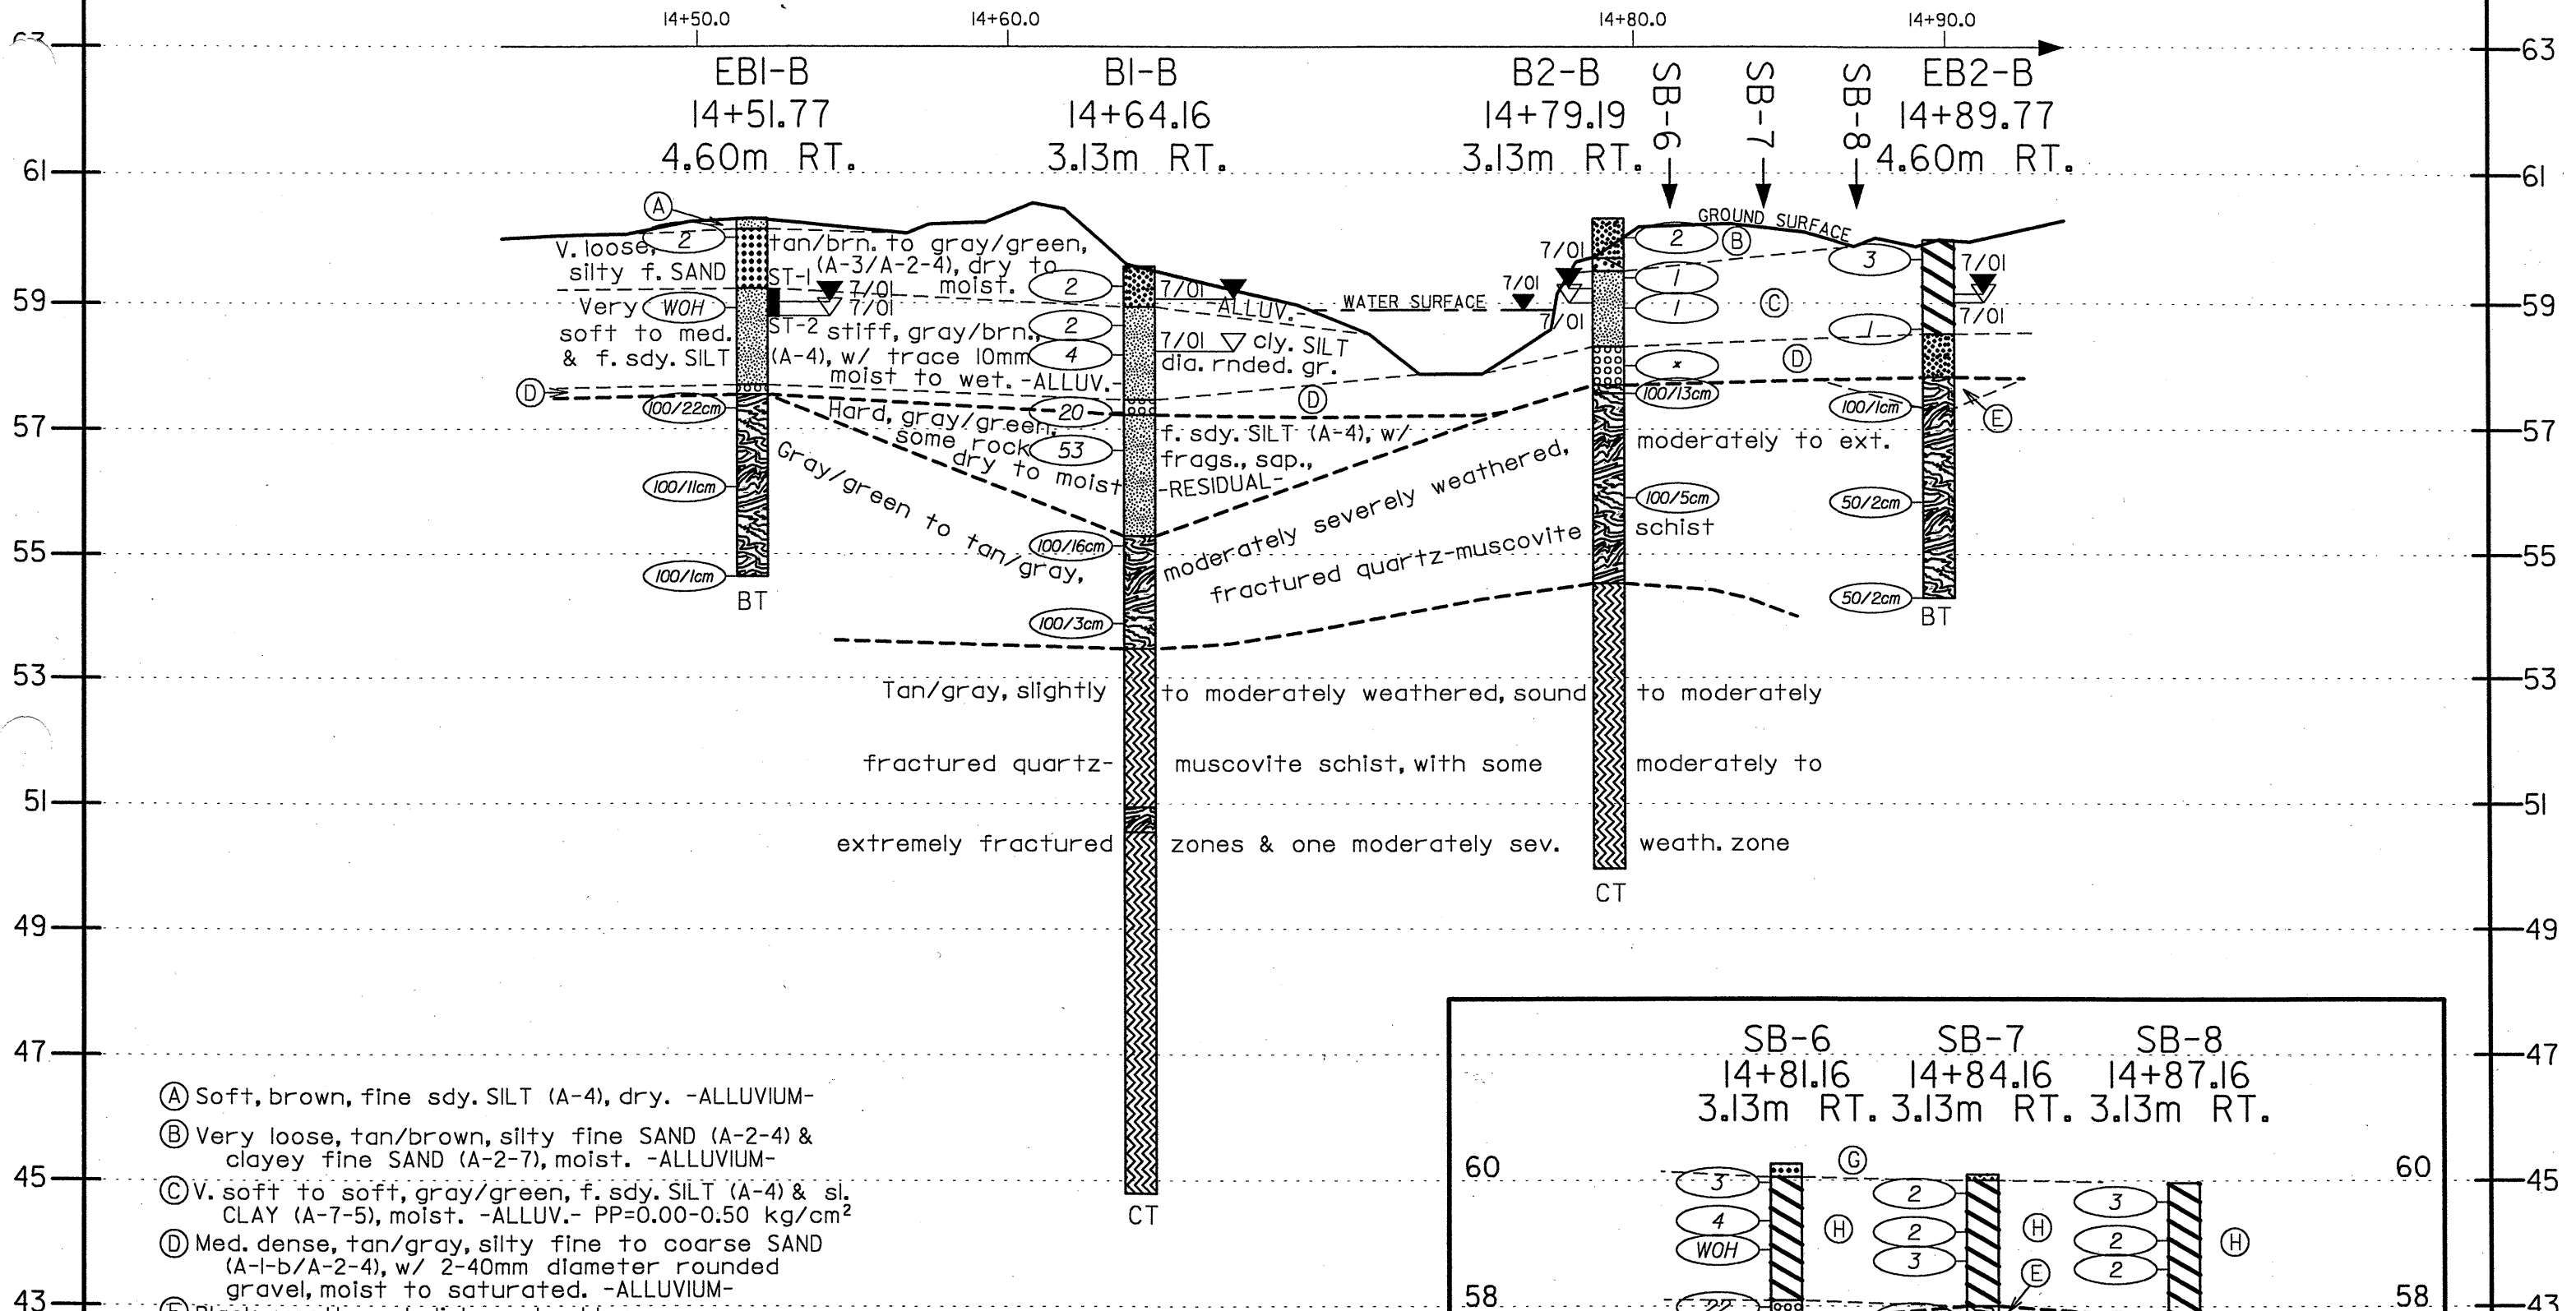 14+50.0 14+60.0 14+80.0 14+90.0
63 63
EB1-B B1-B B2-B SB-6 SB-7 SB-8 EB2-B
14+51.77 14+64.16 14+79.19 14+89.77
4.60m RT. 3.13m RT. 3.13m RT. 4.60m RT.
61 61
A
GROUND SURFACE
2 2 B
V. loose, tan/brn. to gray/green,
silty f. SAND (A-3/A-2-4), dry to
moist.
7/01 3 7/01
ST-1 7/01 2 7/01 1
59 59
Very WOH 7/01 ALLUV. WATER SURFACE 7/01 1 C
ST-2
7/01 7/01
soft to med. stiff, gray/brn., 2 1
& f. sdy. SILT (A-4), w/ trace 10mm 4 7/01 cly. SILT
dia. rnded. gr.
moist to wet. -ALLUV.-
x D
D D
100/22cm Hard, gray/green, 20 100/13cm 100/1cm E
57 57
some rock 53 f. sdy. SILT (A-4), w/ moderately to ext.
dry to moist frags., sap.,
-RESIDUAL-
Gray/green to tan/gray, moderately severely weathered,
100/11cm 100/5cm 50/2cm
fractured quartz-muscovite schist
55 55
100/16cm
100/1cm 50/2cm
BT BT
100/3cm
53 53
Tan/gray, slightly to moderately weathered, sound to moderately
fractured quartz- muscovite schist, with some moderately to
51 51
extremely fractured zones & one moderately sev. weath. zone
CT
49 49
47 47
SB-6 SB-7 SB-8
14+81.16 14+84.16 14+87.16
3.13m RT. 3.13m RT. 3.13m RT.
A Soft, brown, fine sdy. SILT (A-4), dry. -ALLUVIUM-
B Very loose, tan/brown, silty fine SAND (A-2-4) &
clayey fine SAND (A-2-7), moist. -ALLUVIUM-
45 45
C V. soft to soft, gray/green, f. sdy. SILT (A-4) & sl.
CLAY (A-7-5), moist. -ALLUV.- PP=0.00-0.50 kg/cm²
CT
D Med. dense, tan/gray, silty fine to coarse SAND
(A-1-b/A-2-4), w/ 2-40mm diameter rounded
gravel, moist to saturated. -ALLUVIUM-
43 43
60 G 60
3 2 3
4 H 2 H 2 H
WOH 3 2
E
58 58
22